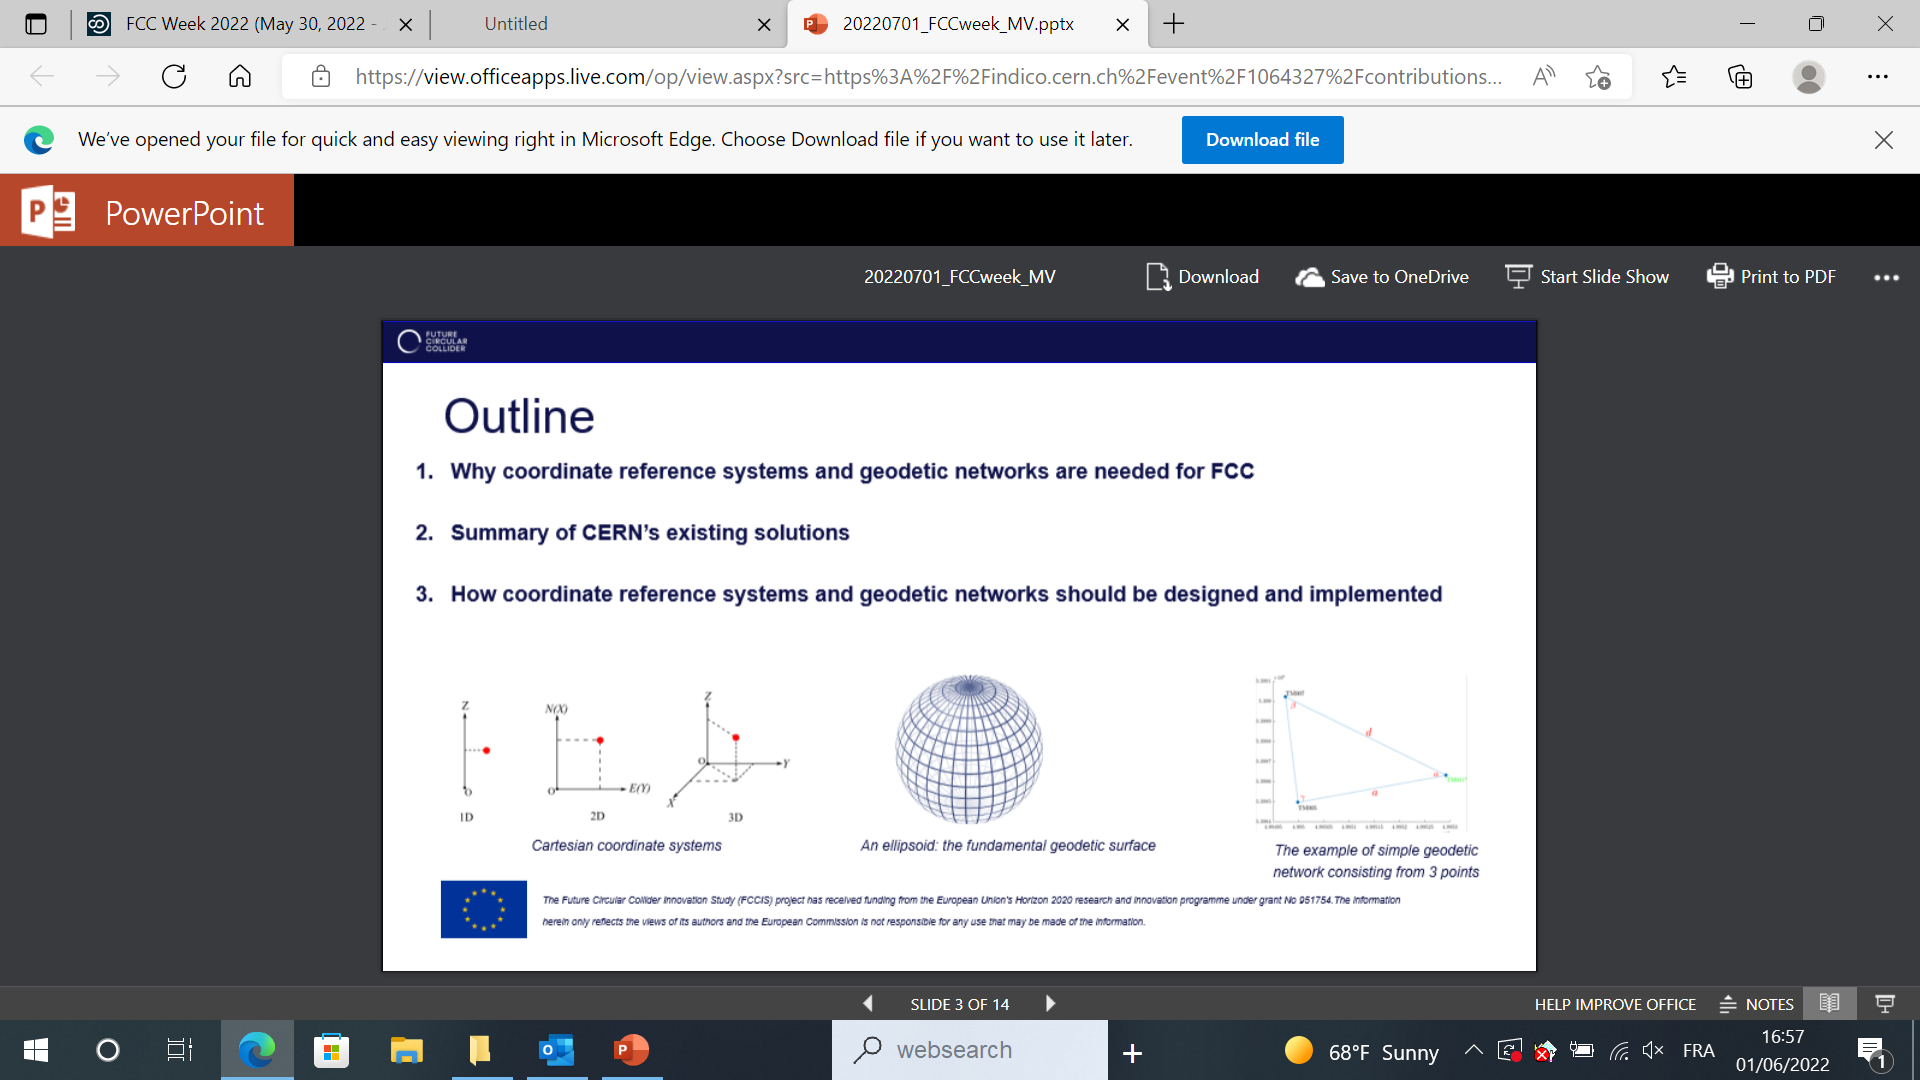 FCC Week 2022 (May 30, 2022 -
Untitled
20220701_FCCweek_MV.pptx
https://view.officeapps.live.com/op/view.aspx?src=https%3A%2F%2Findico.cern.ch%2Fevent%2F1064327%2Fcontributions...
We've opened your file for quick and easy viewing right in Microsoft Edge. Choose Download file if you want to use it later.
Download file
PowerPoint
20220701_FCCweek_MV
Download
Save to OneDrive
Start Slide Show
Print to PDF
FUTURE
CIRCULAR
COLLIDER
Outline
1. Why coordinate reference systems and geodetic networks are needed for FCC
2. Summary of CERN's existing solutions
3. How coordinate reference systems and geodetic networks should be designed and implemented
Z
O
1D
N(X)
O
E(Y)
2D
Z
O
Y
X
3D
Cartesian coordinate systems
An ellipsoid: the fundamental geodetic surface
d
a
The example of simple geodetic
network consisting from 3 points
The Future Circular Collider Innovation Study (FCCIS) project has received funding from the European Union's Horizon 2020 research and innovation programme under grant No 951754. The information
herein only reflects the views of its authors and the European Commission is not responsible for any use that may be made of the information.
SLIDE 3 OF 14
HELP IMPROVE OFFICE
NOTES
websearch
68°F Sunny
FRA
16:57
01/06/2022
1